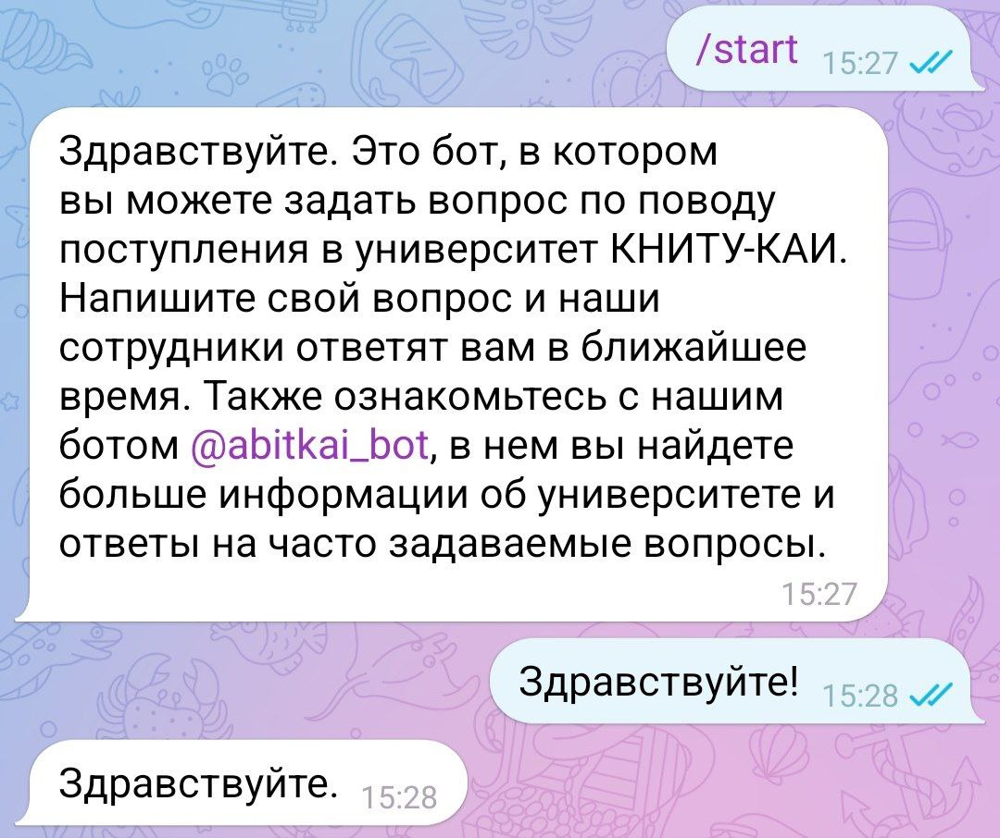 /start 15:27
Здравствуйте. Это бот, в котором
вы можете задать вопрос по поводу
поступления в университет КНИТУ-КАИ.
Напишите свой вопрос и наши
сотрудники ответят вам в ближайшее
время. Также ознакомьтесь с нашим
ботом @abitkai_bot, в нем вы найдете
больше информации об университете и
ответы на часто задаваемые вопросы.
15:27
Здравствуйте! 15:28
Здравствуйте. 15:28